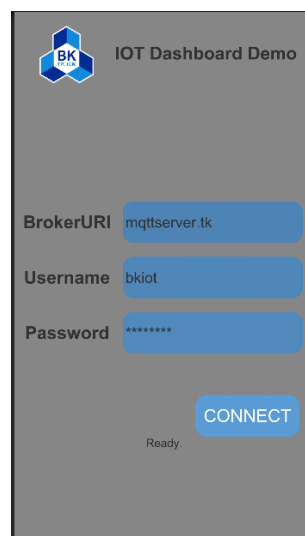 BK
TP.HCM
IOT Dashboard Demo
BrokerURI mqttserver.tk
Username bkiot
Password ********
CONNECT
Ready.